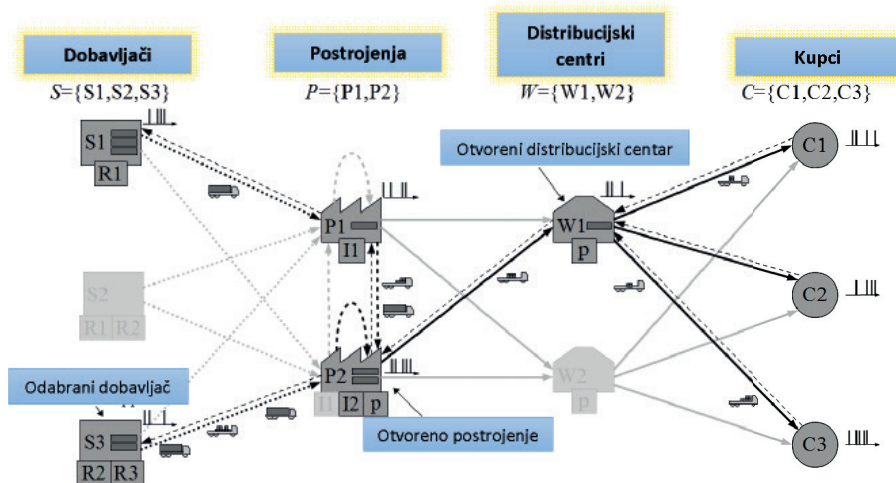 Dobavljači
Postrojenja
Distribucijski
centri
Kupci
S={S1,S2,S3}
P={P1,P2}
W={W1,W2}
C={C1,C2,C3}
S1
R1
Otvoreni distribucijski centar
C1
P1
I1
W1
p
S2
R1 R2
C2
Odabrani dobavljač
P2
I1 I2 p
W2
p
Otvoreno postrojenje
S3
R2 R3
C3